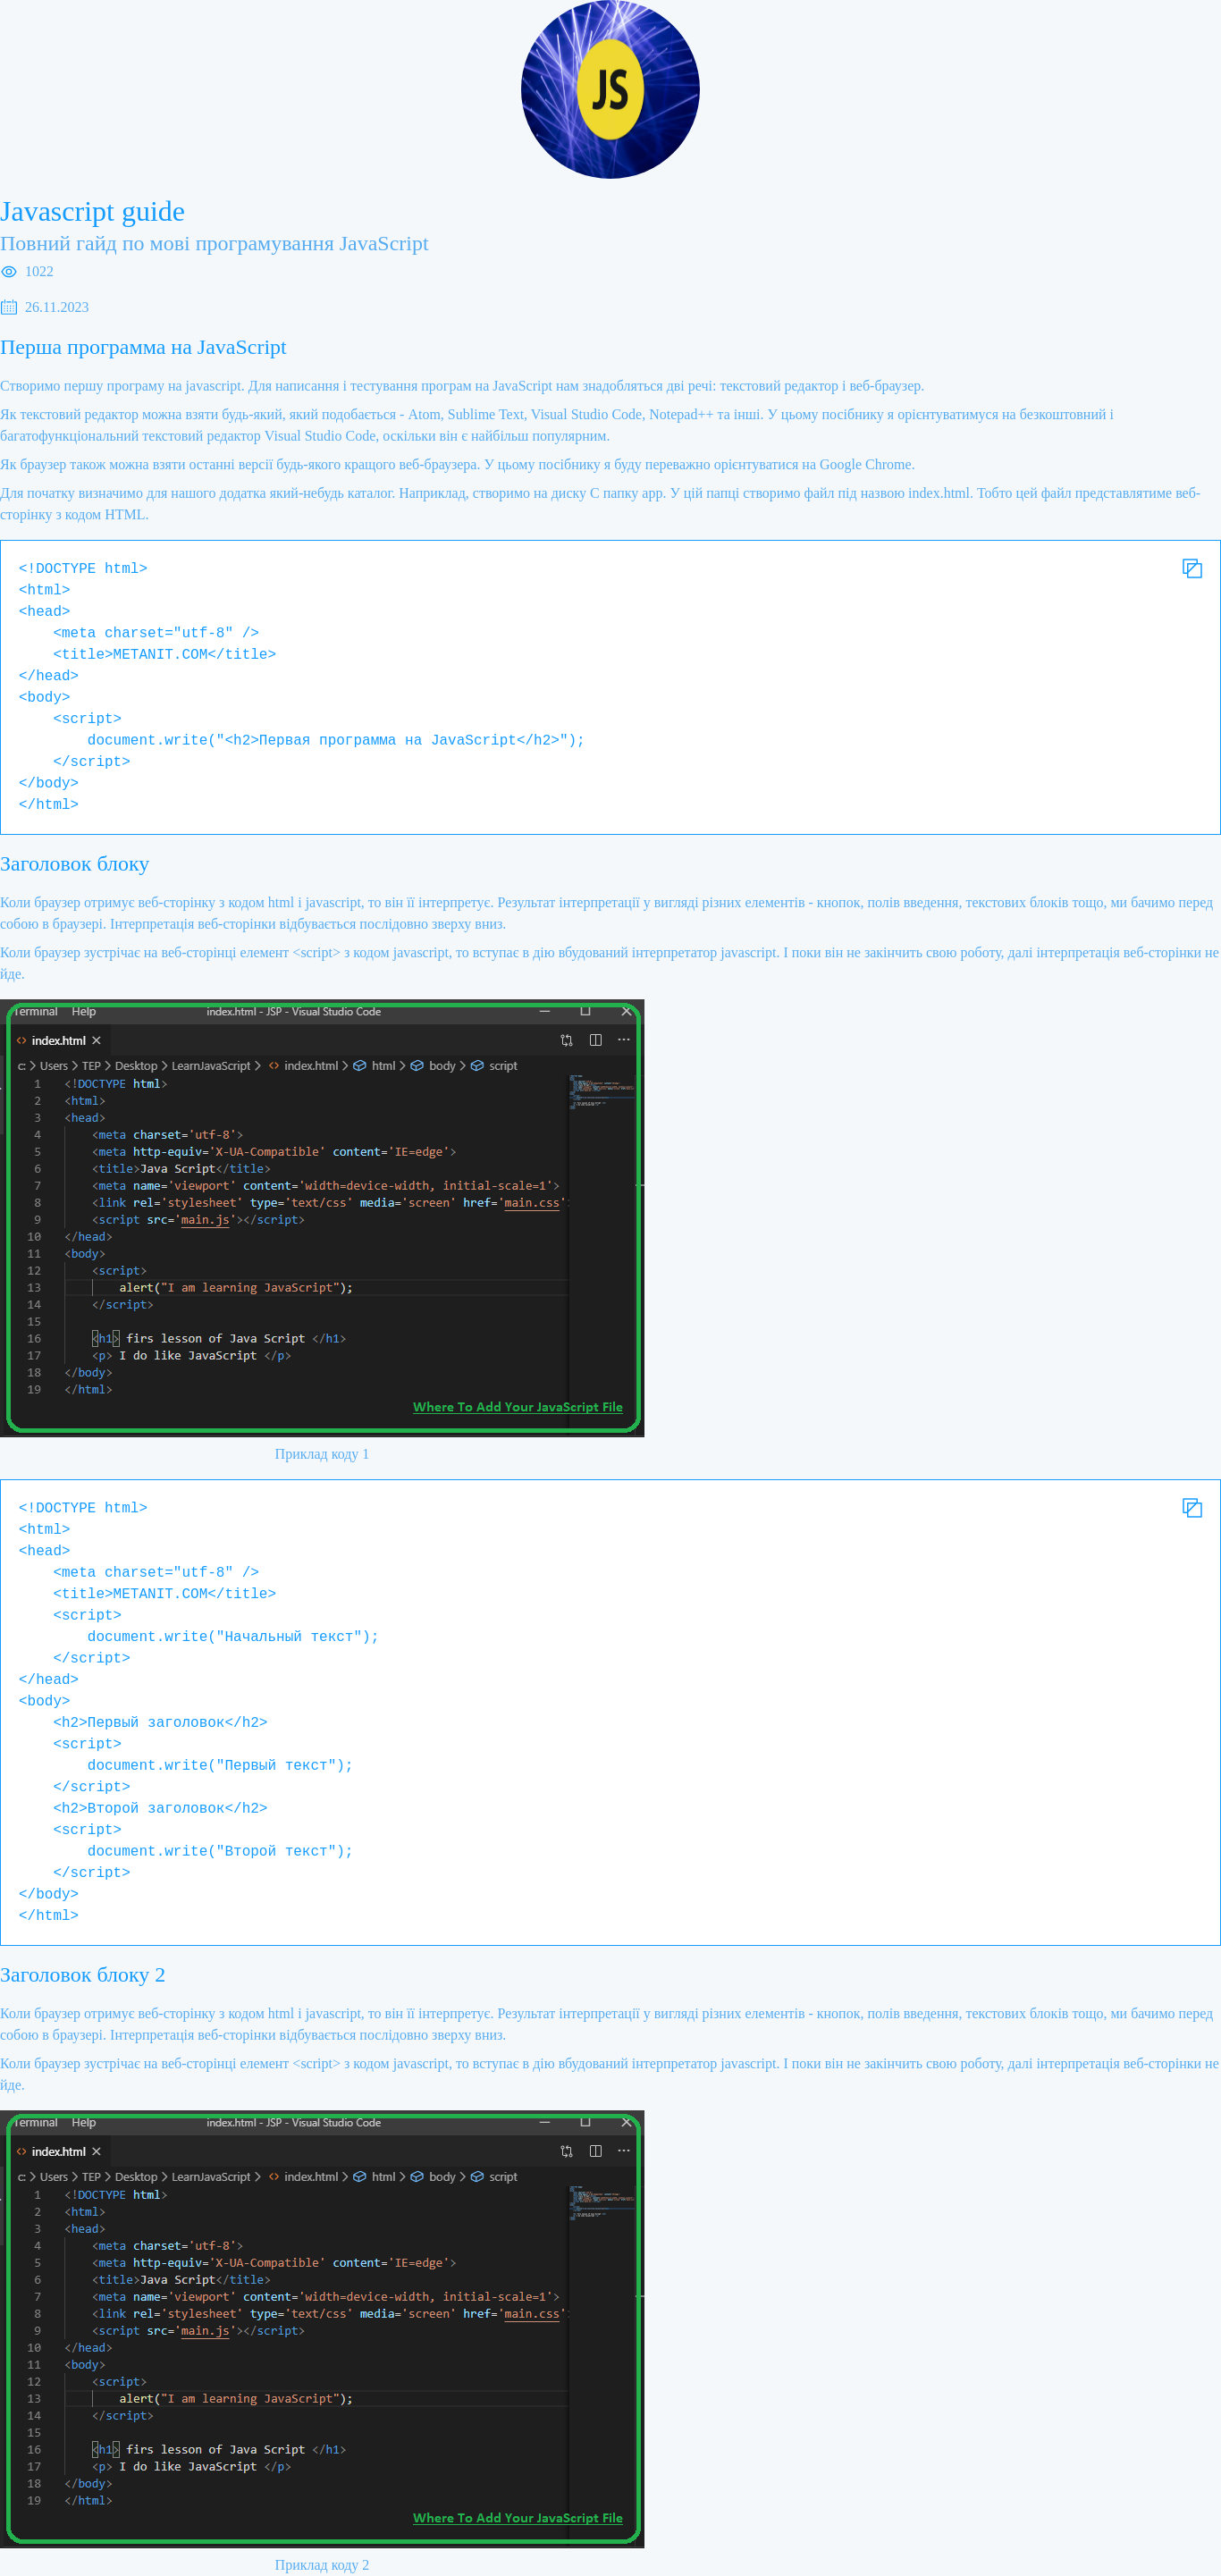 JS
Javascript guide
Повний гайд по мові програмування JavaScript
1022
26.11.2023
Перша программа на JavaScript
Створимо першу програму на javascript. Для написання і тестування програм на JavaScript нам знадобляться дві речі: текстовий редактор і веб-браузер.
Як текстовий редактор можна взяти будь-який, який подобається - Atom, Sublime Text, Visual Studio Code, Notepad++ та інші. У цьому посібнику я орієнтуватимуся на безкоштовний і
багатофункціональний текстовий редактор Visual Studio Code, оскільки він є найбільш популярним.
Як браузер також можна взяти останні версії будь-якого кращого веб-браузера. У цьому посібнику я буду переважно орієнтуватися на Google Chrome.
Для початку визначимо для нашого додатка який-небудь каталог. Наприклад, створимо на диску C папку app. У цій папці створимо файл під назвою index.html. Тобто цей файл представлятиме веб-
сторінку з кодом HTML.
<!DOCTYPE html>
<html>
<head>
    <meta charset="utf-8" />
    <title>METANIT.COM</title>
</head>
<body>
    <script>
        document.write("<h2>Первая программа на JavaScript</h2>");
    </script>
</body>
</html>
Заголовок блоку
Коли браузер отримує веб-сторінку з кодом html і javascript, то він її інтерпретує. Результат інтерпретації у вигляді різних елементів - кнопок, полів введення, текстових блоків тощо, ми бачимо перед
собою в браузері. Інтерпретація веб-сторінки відбувається послідовно зверху вниз.
Коли браузер зустрічає на веб-сторінці елемент <script> з кодом javascript, то вступає в дію вбудований інтерпретатор javascript. І поки він не закінчить свою роботу, далі інтерпретація веб-сторінки не
йде.
Terminal Help index.html - JSP - Visual Studio Code
index.html
c: > Users > TEP > Desktop > LearnJavaScript > index.html > html > body > script
1 <!DOCTYPE html>
2 <html>
3 <head>
4     <meta charset='utf-8'>
5     <meta http-equiv='X-UA-Compatible' content='IE=edge'>
6     <title>Java Script</title>
7     <meta name='viewport' content='width=device-width, initial-scale=1'>
8     <link rel='stylesheet' type='text/css' media='screen' href='main.css'>
9     <script src='main.js'></script>
10 </head>
11 <body>
12     <script>
13         alert("I am learning JavaScript");
14     </script>
15
16     <h1> firs lesson of Java Script </h1>
17     <p> I do like JavaScript </p>
18 </body>
19 </html>
Where To Add Your JavaScript File
Приклад коду 1
<!DOCTYPE html>
<html>
<head>
    <meta charset="utf-8" />
    <title>METANIT.COM</title>
    <script>
        document.write("Начальный текст");
    </script>
</head>
<body>
    <h2>Первый заголовок</h2>
    <script>
        document.write("Первый текст");
    </script>
    <h2>Второй заголовок</h2>
    <script>
        document.write("Второй текст");
    </script>
</body>
</html>
Заголовок блоку 2
Коли браузер отримує веб-сторінку з кодом html і javascript, то він її інтерпретує. Результат інтерпретації у вигляді різних елементів - кнопок, полів введення, текстових блоків тощо, ми бачимо перед
собою в браузері. Інтерпретація веб-сторінки відбувається послідовно зверху вниз.
Коли браузер зустрічає на веб-сторінці елемент <script> з кодом javascript, то вступає в дію вбудований інтерпретатор javascript. І поки він не закінчить свою роботу, далі інтерпретація веб-сторінки не
йде.
Terminal Help index.html - JSP - Visual Studio Code
index.html
c: > Users > TEP > Desktop > LearnJavaScript > index.html > html > body > script
1 <!DOCTYPE html>
2 <html>
3 <head>
4     <meta charset='utf-8'>
5     <meta http-equiv='X-UA-Compatible' content='IE=edge'>
6     <title>Java Script</title>
7     <meta name='viewport' content='width=device-width, initial-scale=1'>
8     <link rel='stylesheet' type='text/css' media='screen' href='main.css'>
9     <script src='main.js'></script>
10 </head>
11 <body>
12     <script>
13         alert("I am learning JavaScript");
14     </script>
15
16     <h1> firs lesson of Java Script </h1>
17     <p> I do like JavaScript </p>
18 </body>
19 </html>
Where To Add Your JavaScript File
Приклад коду 2